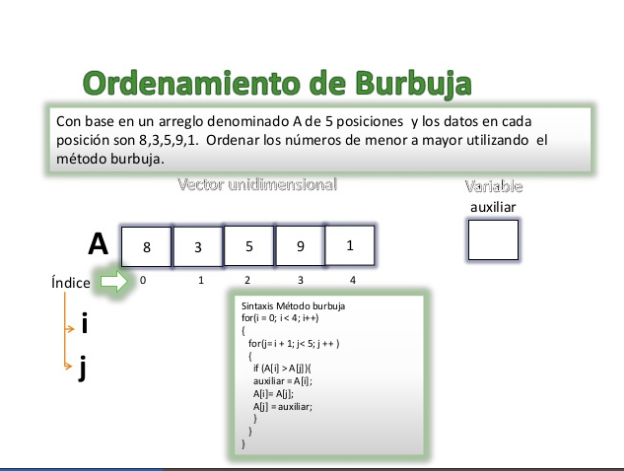 Ordenamiento de Burbuja
Con base en un arreglo denominado A de 5 posiciones y los datos en cada
posición son 8,3,5,9,1. Ordenar los números de menor a mayor utilizando el
método burbuja.
Vector unidimensional
Variable
auxiliar
A 8 3 5 9 1
Índice 0 1 2 3 4
i
j
Sintaxis Método burbuja
for(i = 0; i < 4; i++)
{
for(j= i + 1; j< 5; j ++ )
{
if (A[i] > A[j]){
auxiliar = A[i];
A[i]= A[j];
A[j] = auxiliar;
}
}
}